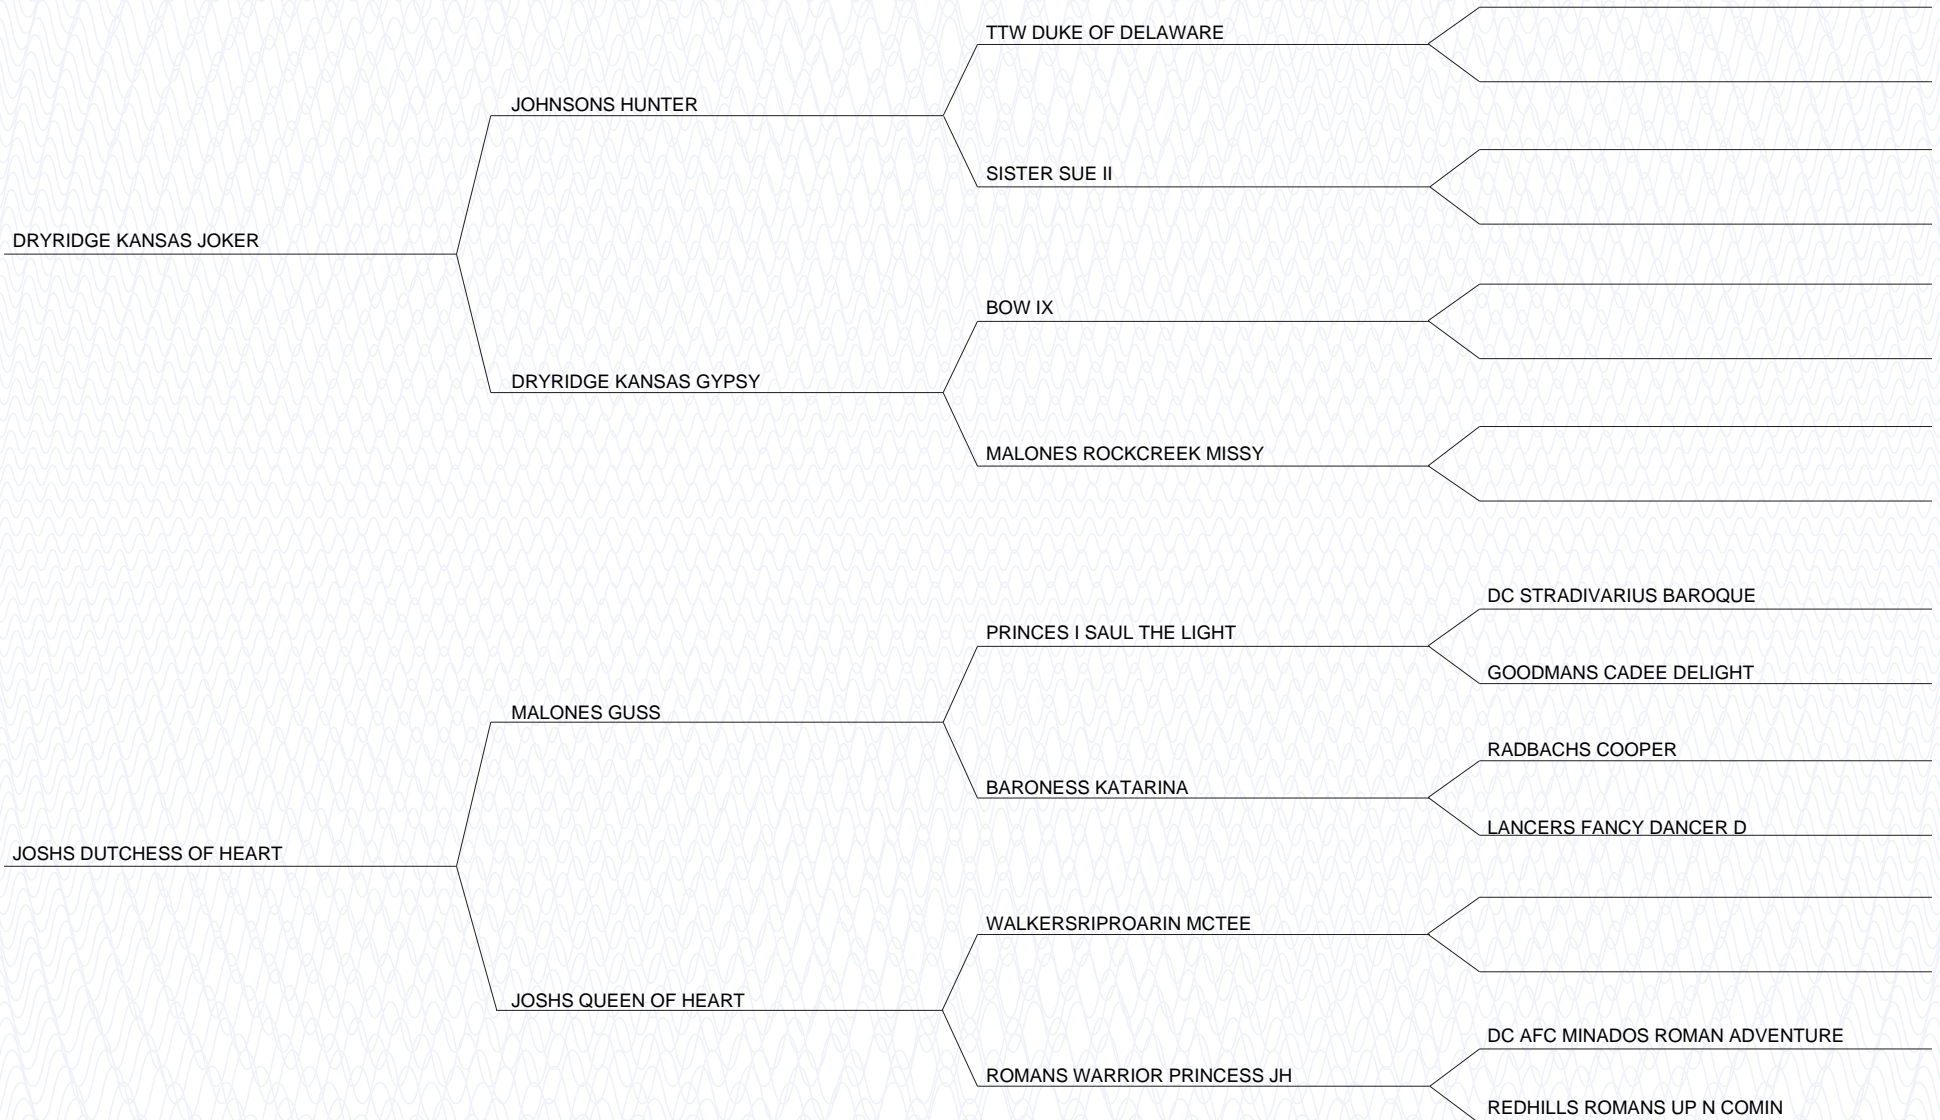 TTW DUKE OF DELAWARE
JOHNSONS HUNTER
SISTER SUE II
DRYRIDGE KANSAS JOKER
BOW IX
DRYRIDGE KANSAS GYPSY
MALONES ROCKCREEK MISSY
DC STRADIVARIUS BAROQUE
PRINCES I SAUL THE LIGHT
GOODMANS CADEE DELIGHT
MALONES GUSS
RADBACHS COOPER
BARONESS KATARINA
LANCERS FANCY DANCER D
JOSHS DUTCHESS OF HEART
WALKERSRIPROARIN MCTEE
JOSHS QUEEN OF HEART
DC AFC MINADOS ROMAN ADVENTURE
ROMANS WARRIOR PRINCESS JH
REDHILLS ROMANS UP N COMIN